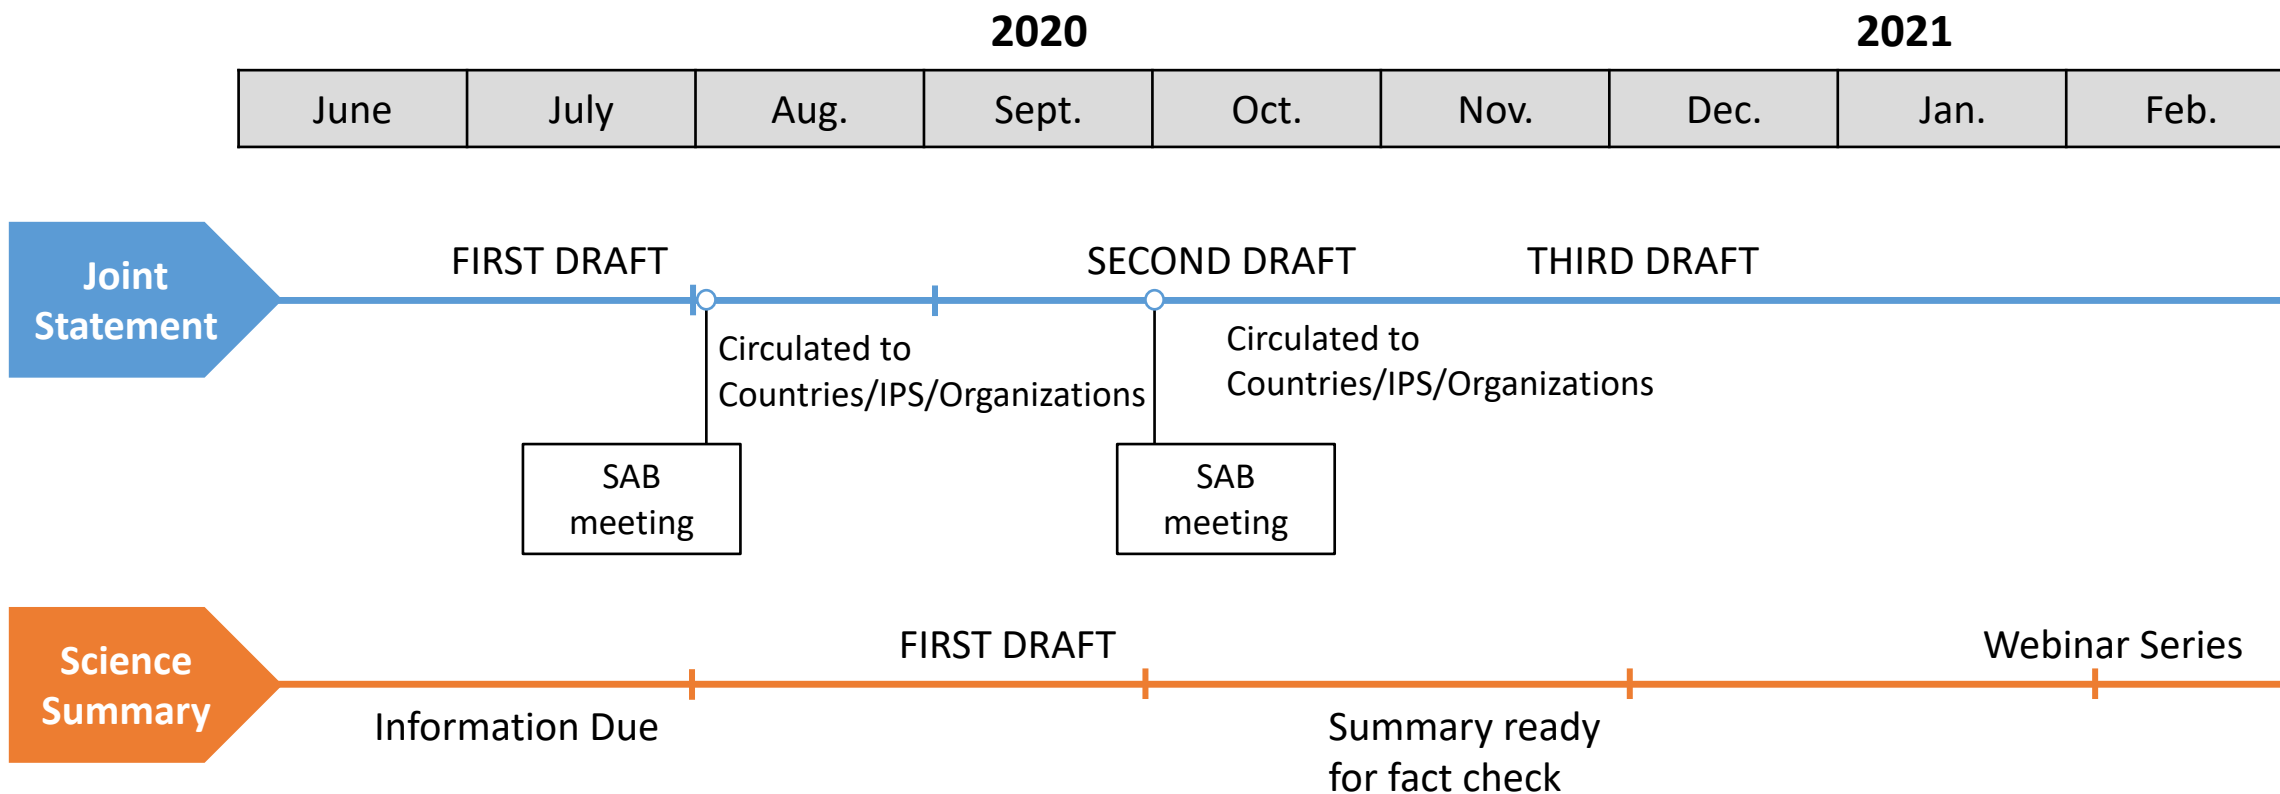 2020
2021
June
July
Aug.
Sept.
Oct.
Nov.
Dec.
Jan.
Feb.
Joint
Statement
FIRST DRAFT
SECOND DRAFT
THIRD DRAFT
Circulated to
Countries/IPS/Organizations
Circulated to
Countries/IPS/Organizations
SAB
meeting
SAB
meeting
Science
Summary
FIRST DRAFT
Webinar Series
Information Due
Summary ready
for fact check